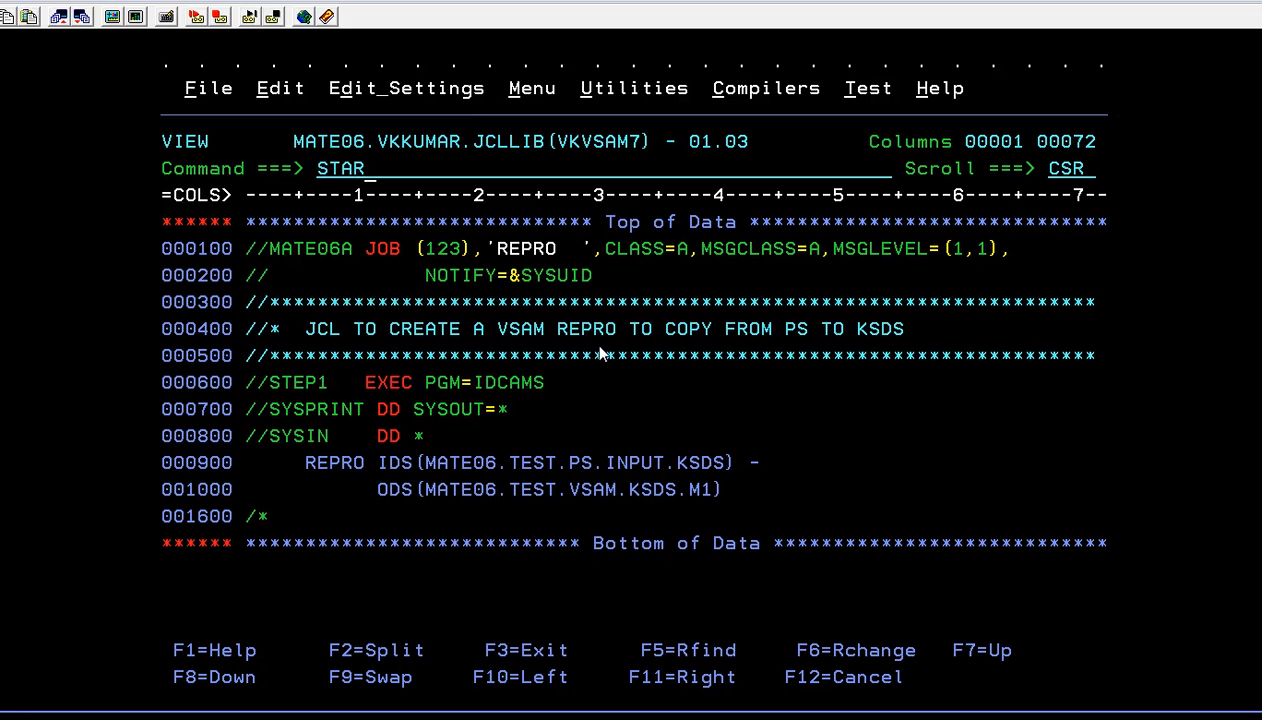 . . . . . . . . . . . . . . . . . . . . . . . . . . .
File Edit Edit_Settings Menu Utilities Compilers Test Help
VIEW MATE06.VKKUMAR.JCLLIB(VKVSAM7) - 01.03 Columns 00001 00072
Command ===> STAR Scroll ===> CSR
=COLS> ----+----1----+----2----+----3----+----4----+----5----+----6----+----7--
****** ***************************** Top of Data ******************************
000100 //MATE06A JOB (123),'REPRO  ',CLASS=A,MSGCLASS=A,MSGLEVEL=(1,1),
000200 //             NOTIFY=&SYSUID
000300 //*********************************************************************
000400 //*  JCL TO CREATE A VSAM REPRO TO COPY FROM PS TO KSDS
000500 //*********************************************************************
000600 //STEP1   EXEC PGM=IDCAMS
000700 //SYSPRINT DD SYSOUT=*
000800 //SYSIN    DD *
000900      REPRO IDS(MATE06.TEST.PS.INPUT.KSDS) -
001000            ODS(MATE06.TEST.VSAM.KSDS.M1)
001600 /*
****** **************************** Bottom of Data ****************************
F1=Help F2=Split F3=Exit F5=Rfind F6=Rchange F7=Up
F8=Down F9=Swap F10=Left F11=Right F12=Cancel